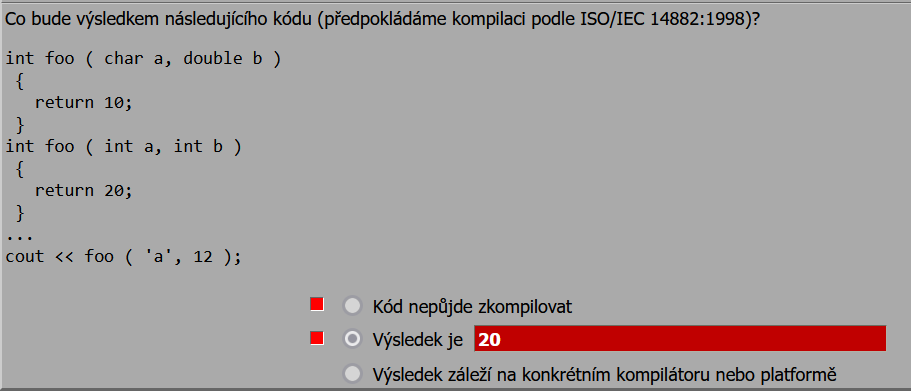 Co bude výsledkem následujícího kódu (předpokládáme kompilaci podle ISO/IEC 14882:1998)?
int foo ( char a, double b )
{
return 10;
}
int foo ( int a, int b )
{
return 20;
}
...
cout << foo ( 'a', 12 );
Kód nepůjde zkompilovat
Výsledek je 20
Výsledek záleží na konkrétním kompilátoru nebo platformě